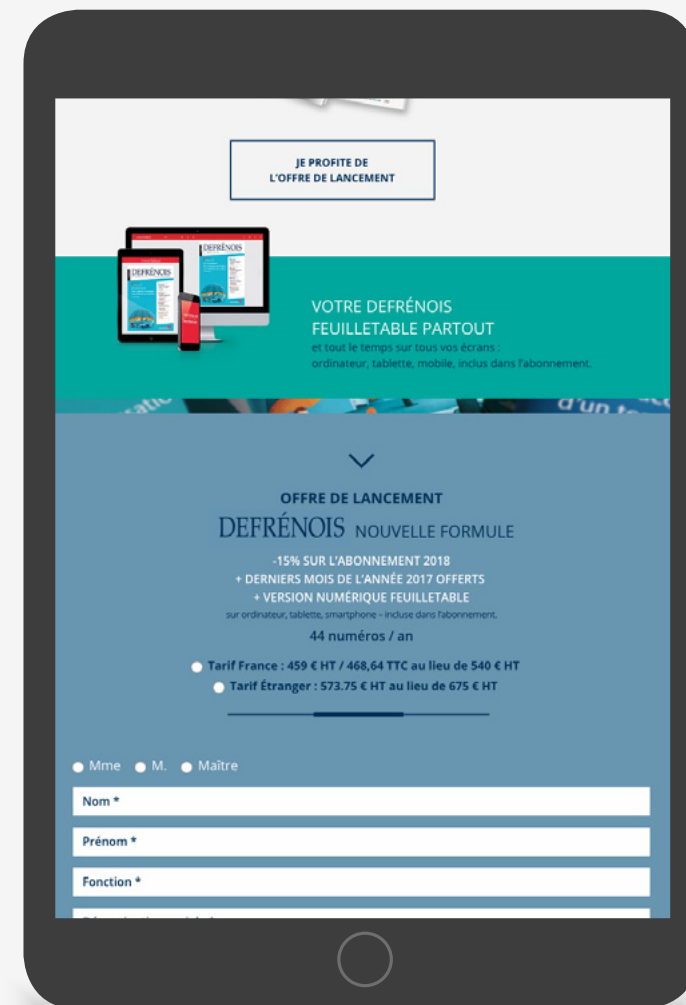 JE PROFITE DE
L'OFFRE DE LANCEMENT
DEFRÉNOIS
DEFRÉNOIS
VOTRE DEFRÉNOIS
FEUILLETABLE PARTOUT
et tout le temps sur tous vos écrans :
ordinateur, tablette, mobile, inclus dans l'abonnement.
d'un
OFFRE DE LANCEMENT
DEFRÉNOIS NOUVELLE FORMULE
-15% SUR L'ABONNEMENT 2018
+ DERNIERS MOIS DE L'ANNÉE 2017 OFFERTS
+ VERSION NUMÉRIQUE FEUILLETABLE
sur ordinateur, tablette, smartphone – incluse dans l'abonnement.
44 numéros / an
Tarif France : 459 € HT / 468,64 TTC au lieu de 540 € HT
Tarif Étranger : 573.75 € HT au lieu de 675 € HT
Mme M. Maître
Nom *
Prénom *
Fonction *